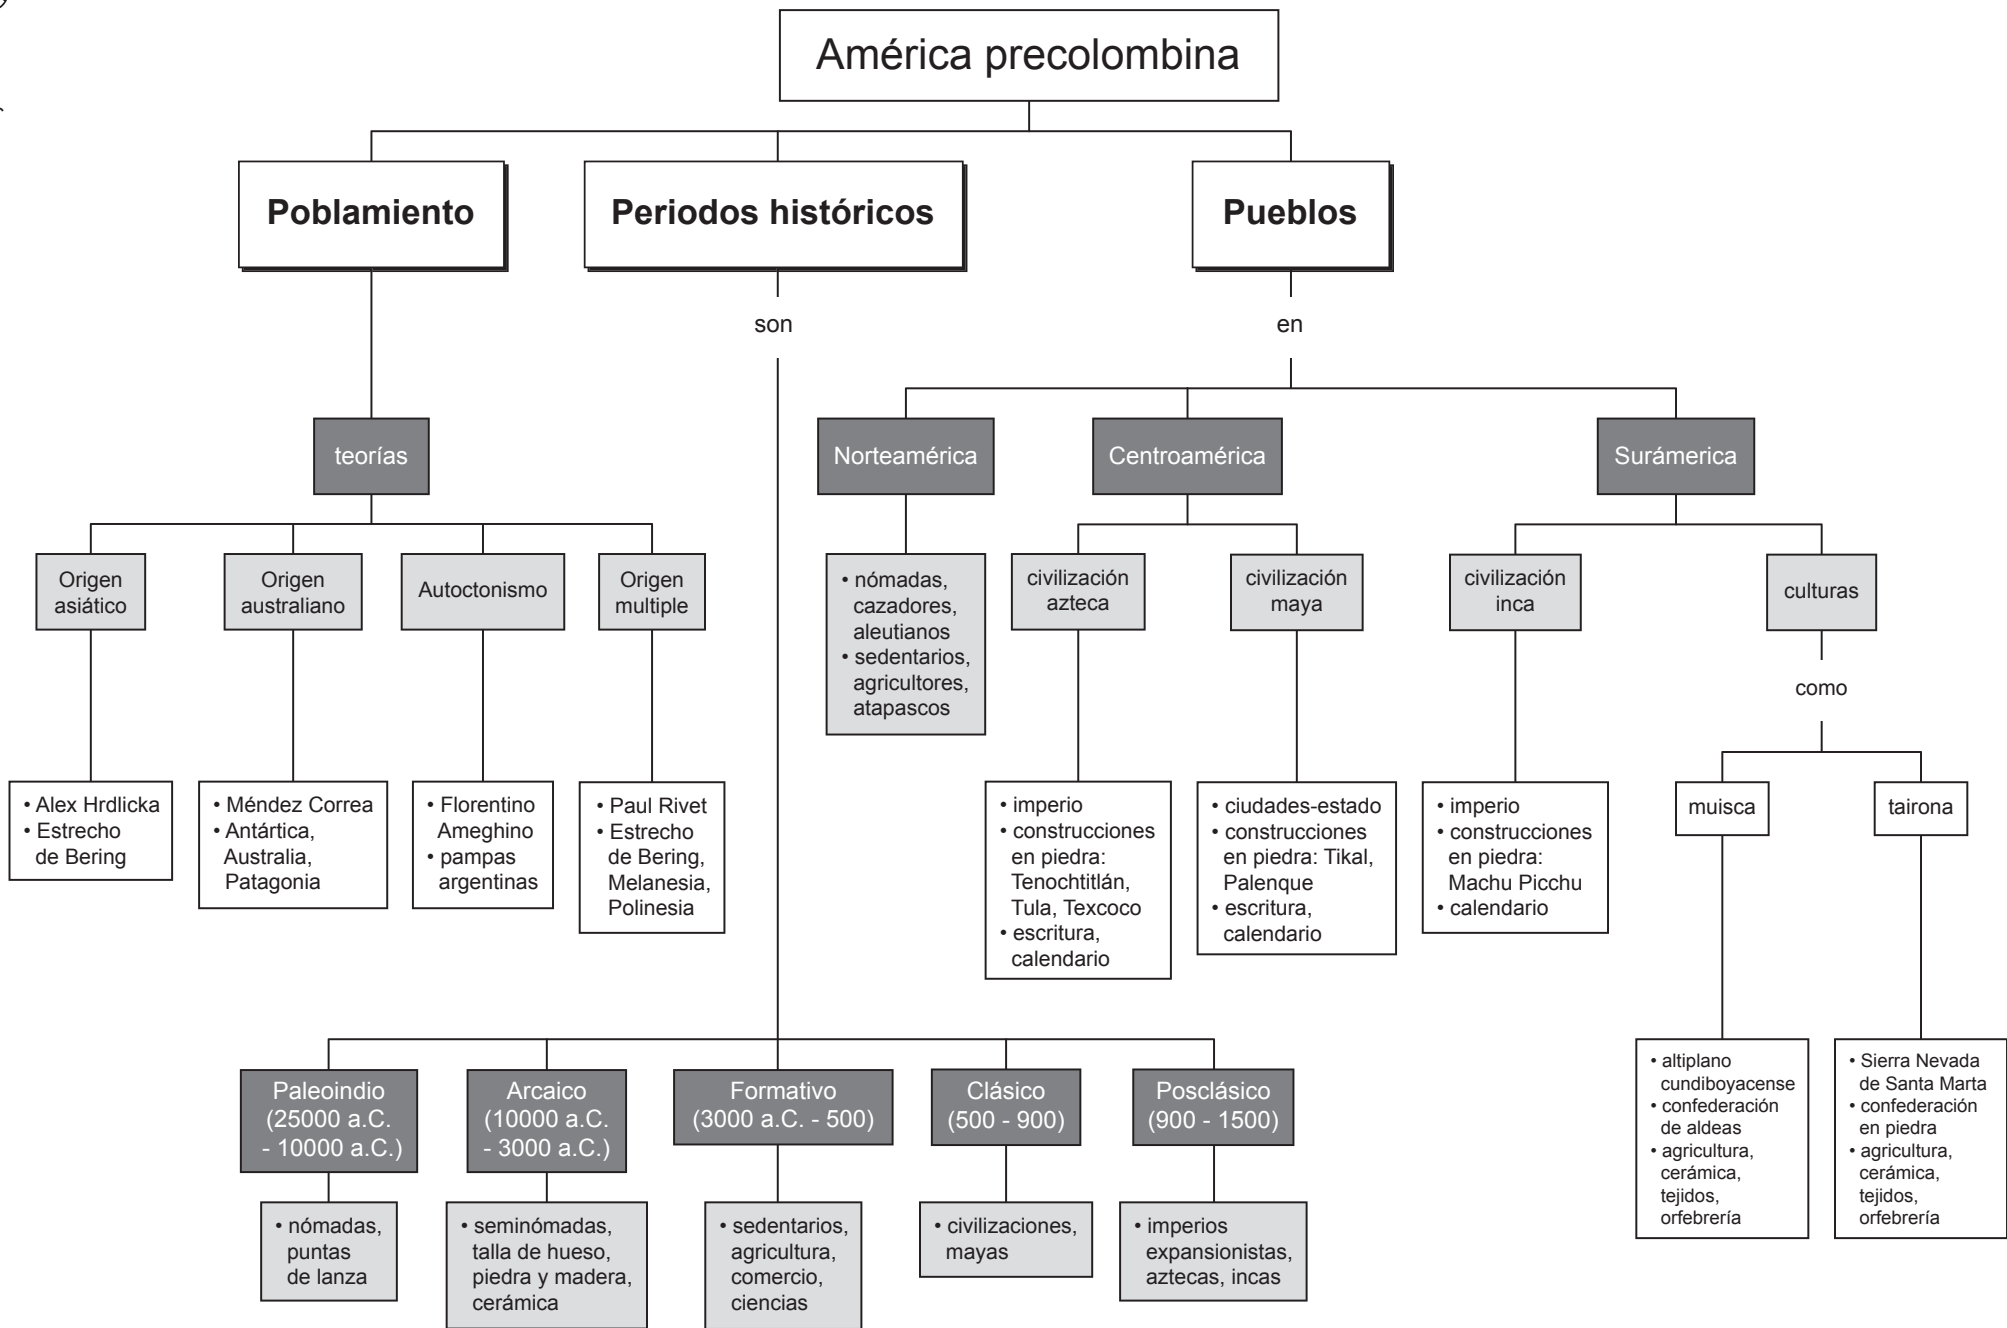 América precolombina
Poblamiento
Periodos históricos
Pueblos
son
en
teorías
Norteamérica
Centroamérica
Surámerica
Origen
asiático
Origen
australiano
Autoctonismo
Origen
multiple
• nómadas,
cazadores,
aleutianos
• sedentarios,
agricultores,
atapascos
civilización
azteca
civilización
maya
civilización
inca
culturas
como
• Alex Hrdlicka
• Estrecho
de Bering
• Méndez Correa
• Antártica,
Australia,
Patagonia
• Florentino
Ameghino
• pampas
argentinas
• Paul Rivet
• Estrecho
de Bering,
Melanesia,
Polinesia
• imperio
• construcciones
en piedra:
Tenochtitlán,
Tula, Texcoco
• escritura,
calendario
• ciudades-estado
• construcciones
en piedra: Tikal,
Palenque
• escritura,
calendario
• imperio
• construcciones
en piedra:
Machu Picchu
• calendario
muisca
tairona
• altiplano
cundiboyacense
• confederación
de aldeas
• agricultura,
cerámica,
tejidos,
orfebrería
• Sierra Nevada
de Santa Marta
• confederación
en piedra
• agricultura,
cerámica,
tejidos,
orfebrería
Paleoindio
(25000 a.C.
- 10000 a.C.)
Arcaico
(10000 a.C.
- 3000 a.C.)
Formativo
(3000 a.C. - 500)
Clásico
(500 - 900)
Posclásico
(900 - 1500)
• nómadas,
puntas
de lanza
• seminómadas,
talla de hueso,
piedra y madera,
cerámica
• sedentarios,
agricultura,
comercio,
ciencias
• civilizaciones,
mayas
• imperios
expansionistas,
aztecas, incas